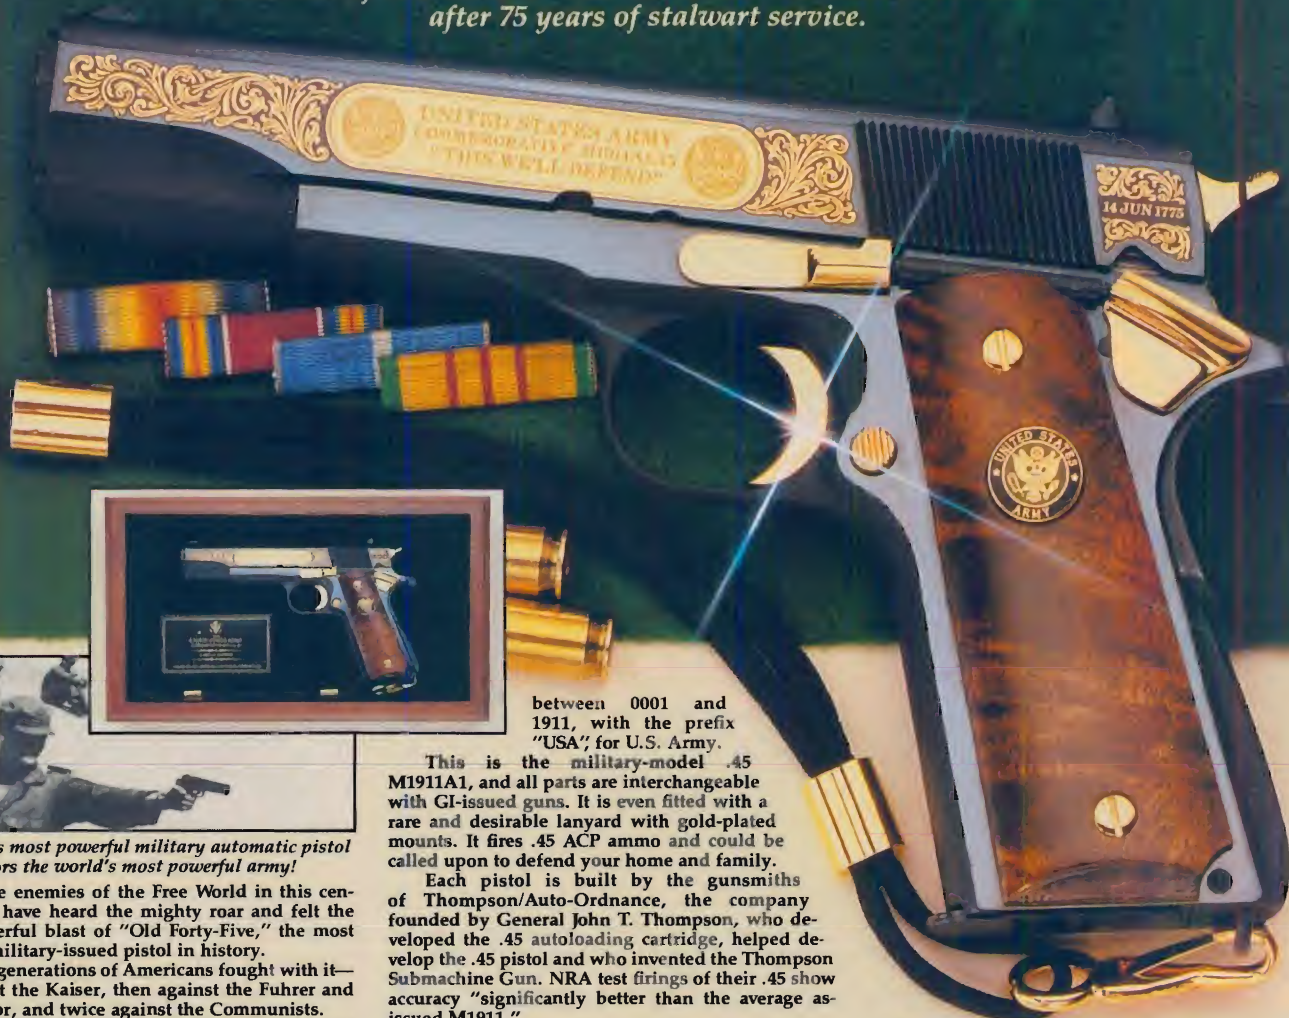 after 75 years of stalwart service.
UNITED STATES ARMY
COMMEMORATIVE M1911A1.45
"THIS WE'LL DEFEND"
14 JUN 1775
UNITED STATES
ARMY
between 0001 and
1911, with the prefix
"USA", for U.S. Army.
This is the military-model .45
M1911A1, and all parts are interchangeable
with GI-issued guns. It is even fitted with a
rare and desirable lanyard with gold-plated
mounts. It fires .45 ACP ammo and could be
called upon to defend your home and family.
Each pistol is built by the gunsmiths
of Thompson/Auto-Ordnance, the company
founded by General John T. Thompson, who de-
veloped the .45 autoloading cartridge, helped de-
velop the .45 pistol and who invented the Thompson
Submachine Gun. NRA test firings of their .45 show
accuracy "significantly better than the average as-
issued M1911."
s most powerful military automatic pistol
ors the world's most powerful army!
e enemies of the Free World in this cen-
have heard the mighty roar and felt the
erful blast of "Old Forty-Five," the most
military-issued pistol in history.
generations of Americans fought with it—
t the Kaiser, then against the Fuhrer and
or, and twice against the Communists.